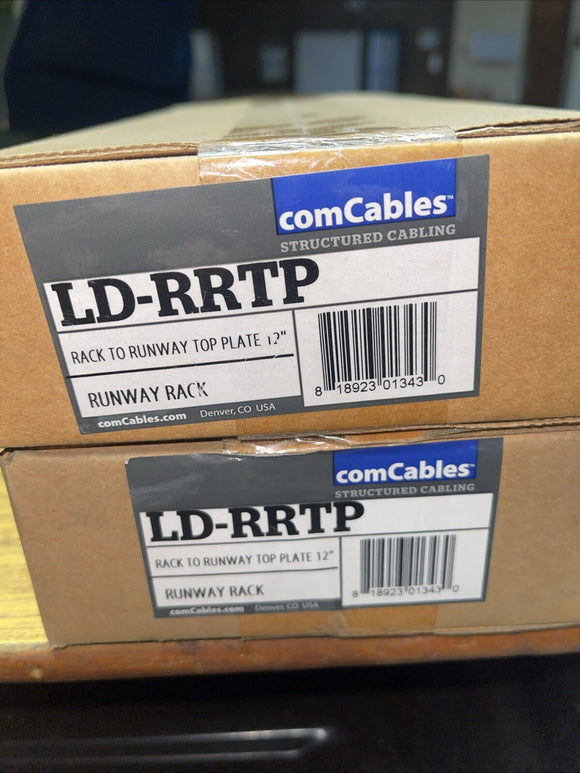 comCables™
STRUCTURED CABLING
LD-RRTP
RACK TO RUNWAY TOP PLATE 12"
RUNWAY RACK
8 18923 01343 0
comCables.com Denver, CO USA
comCables™
STRUCTURED CABLING
LD-RRTP
RACK TO RUNWAY TOP PLATE 12"
RUNWAY RACK
8 18923 01343 0
comCables.com Denver, CO USA